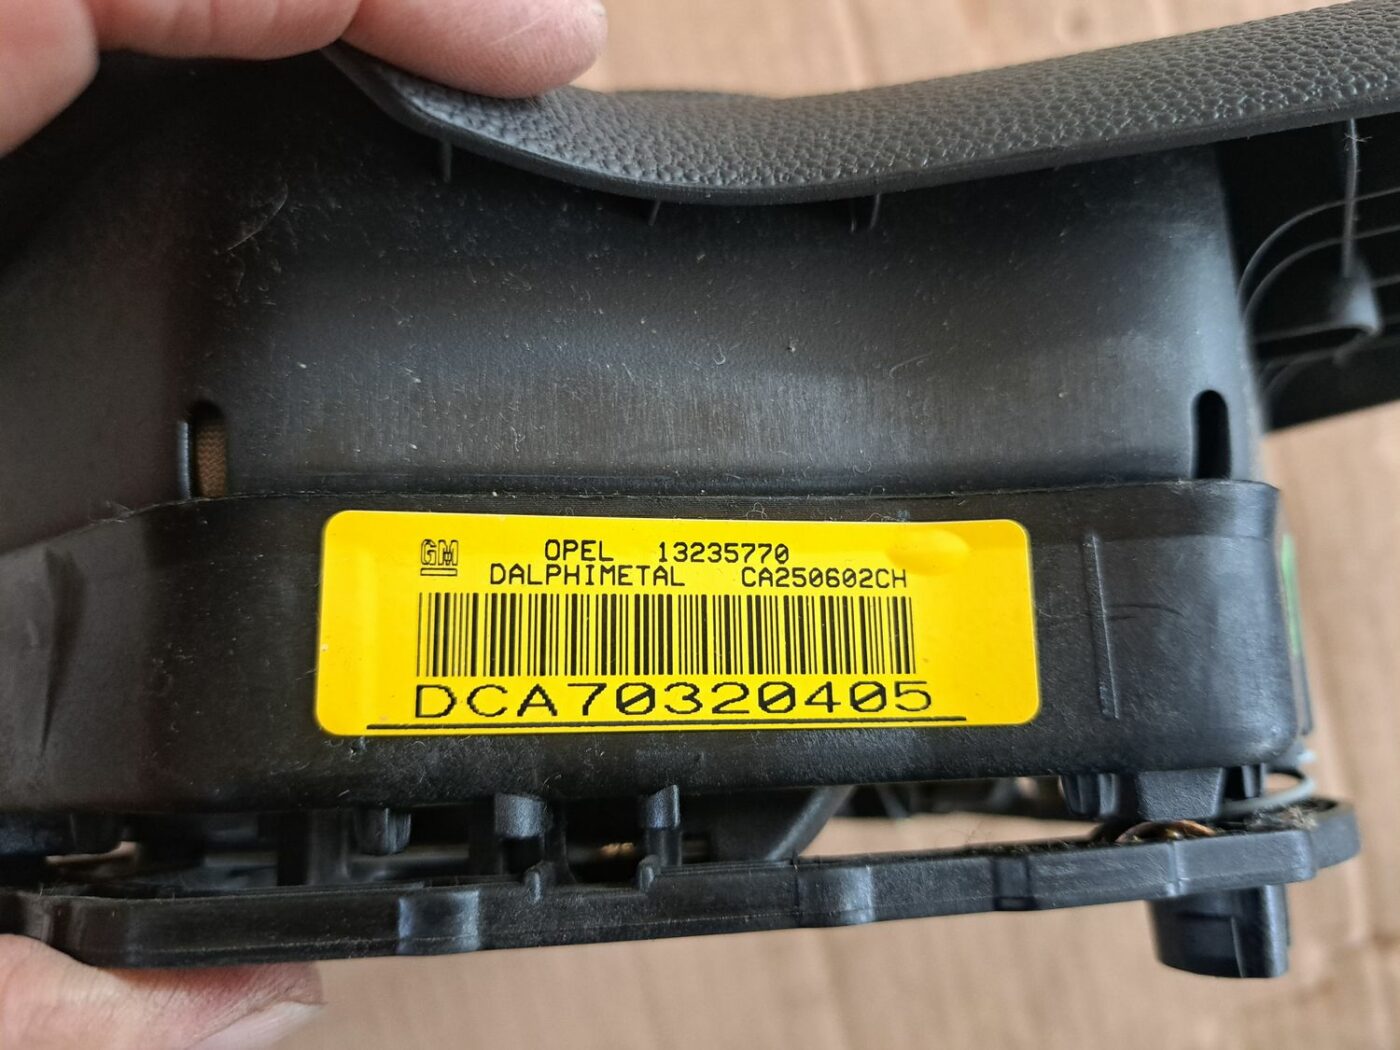 GM OPEL 13235770
DALPHIMETAL CA250602CH
DCA70320405